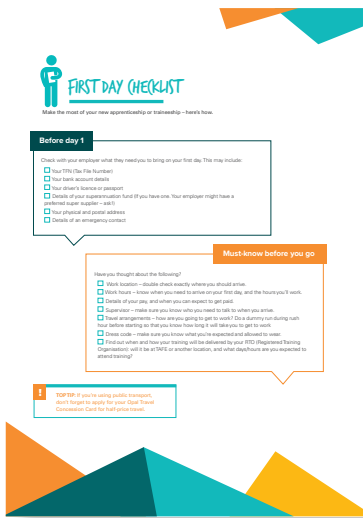 FIRST DAY CHECKLIST
Make the most of your new apprenticeship or traineeship – here's how.
Before day 1
Check with your employer what they need you to bring on your first day. This may include:
Your TFN (Tax File Number)
Your bank account details
Your driver's licence or passport
Details of your superannuation fund (if you have one. Your employer might have a
preferred super supplier – ask!)
Your physical and postal address
Details of an emergency contact
Must-know before you go
Have you thought about the following?
Work location – double check exactly where you should arrive.
Work hours – know when you need to arrive on your first day, and the hours you'll work.
Details of your pay, and when you can expect to get paid.
Supervisor – make sure you know who you need to talk to when you arrive.
Travel arrangements – how are you going to get to work? Do a dummy run during rush
hour before starting so that you know how long it will take you to get to work
Dress code – make sure you know what you're expected and allowed to wear.
Find out when and how your training will be delivered by your RTO (Registered Training
Organisation): will it be at TAFE or another location, and what days/hours are you expected to
attend training?
!
TOP TIP: If you're using public transport,
don't forget to apply for your Opal Travel
Concession Card for half-price travel.